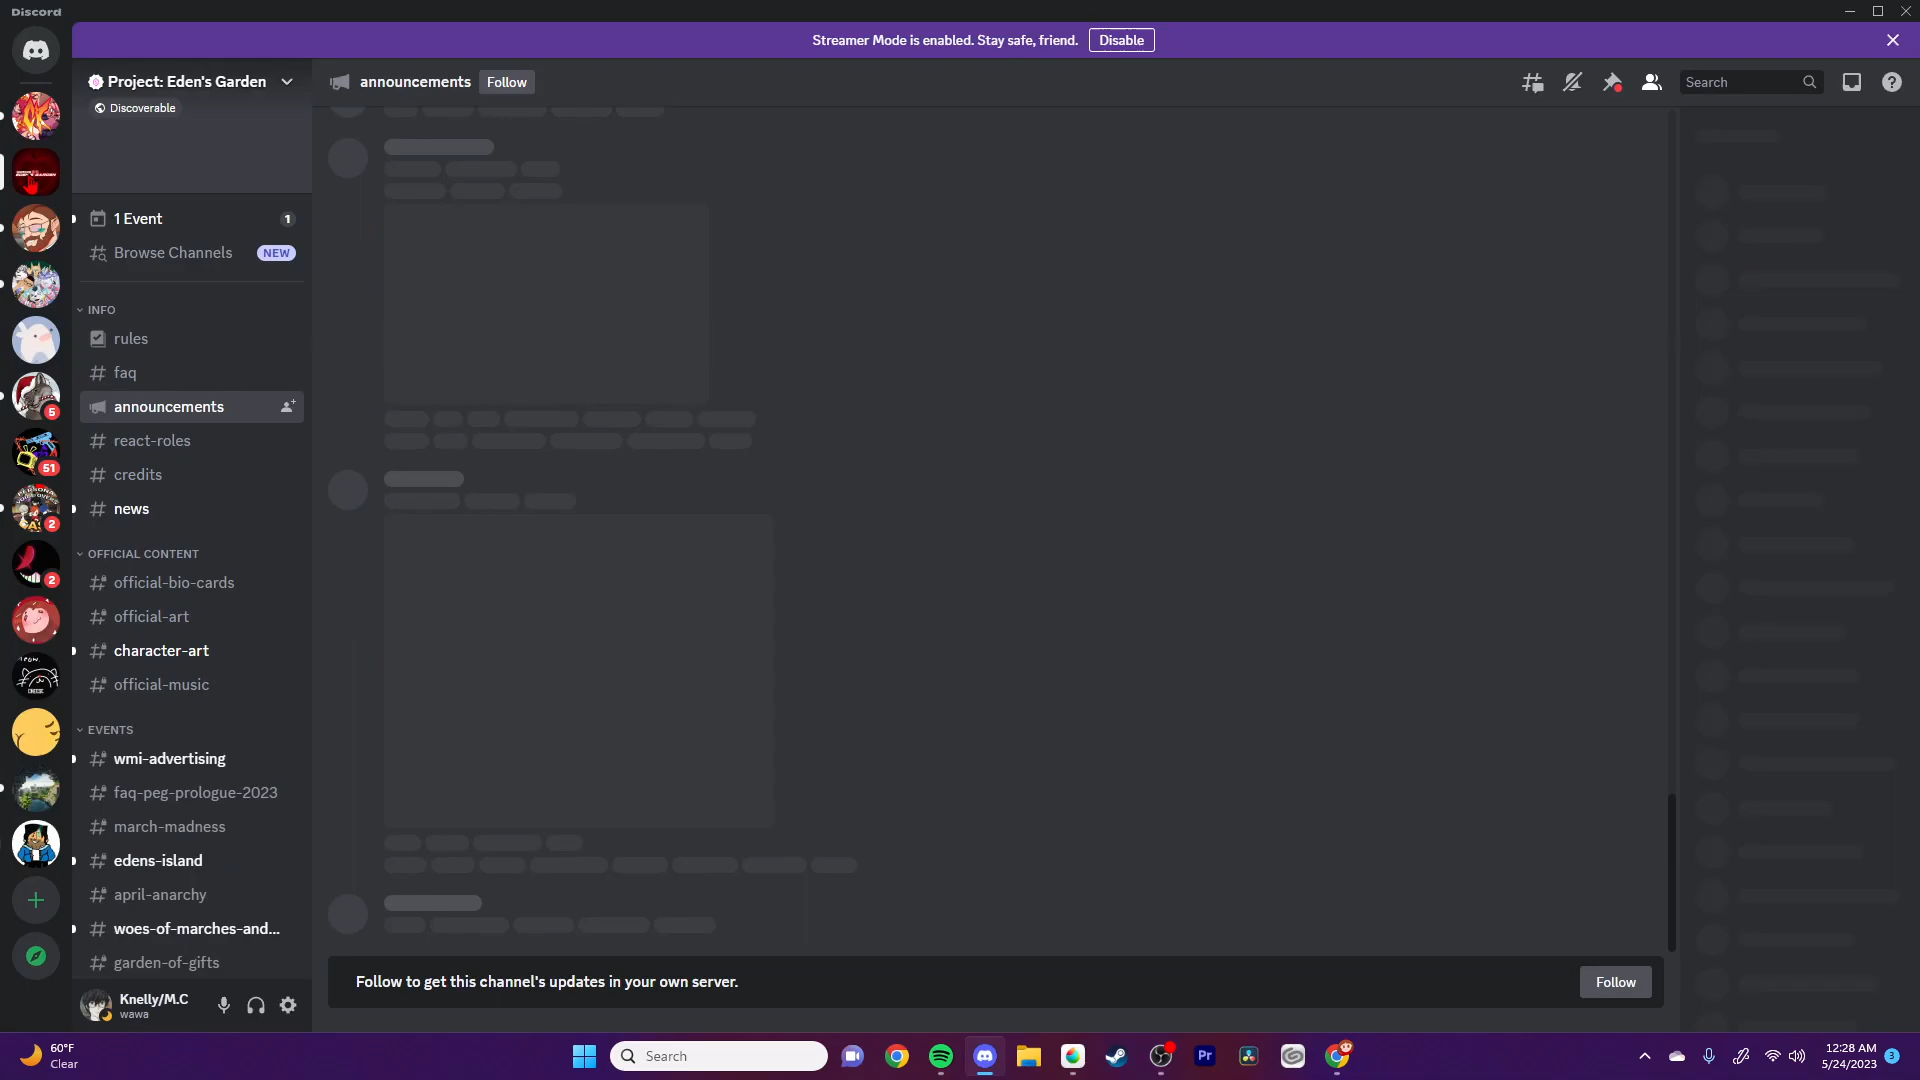 Discord
Streamer Mode is enabled. Stay safe, friend.
Disable
Project: Eden's Garden
Discoverable
announcements
Follow
Search
1 Event
1
Browse Channels
NEW
INFO
rules
faq
announcements
react-roles
credits
news
OFFICIAL CONTENT
official-bio-cards
official-art
character-art
official-music
EVENTS
wmi-advertising
faq-peg-prologue-2023
march-madness
edens-island
april-anarchy
woes-of-marches-and...
garden-of-gifts
5
51
2
2
Follow to get this channel's updates in your own server.
Follow
Knelly/M.C
wawa
60°F
Clear
Search
Pr
12:28 AM
5/24/2023
3